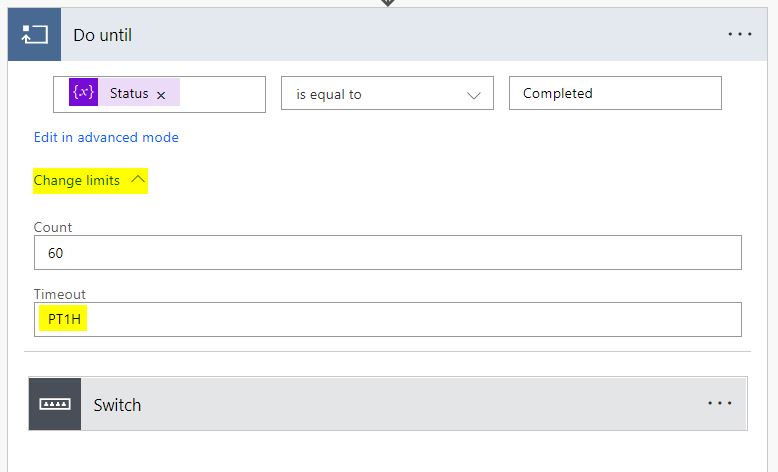 Do until
{x} Status × is equal to Completed
Edit in advanced mode
Change limits
Count
60
Timeout
PT1H
Switch